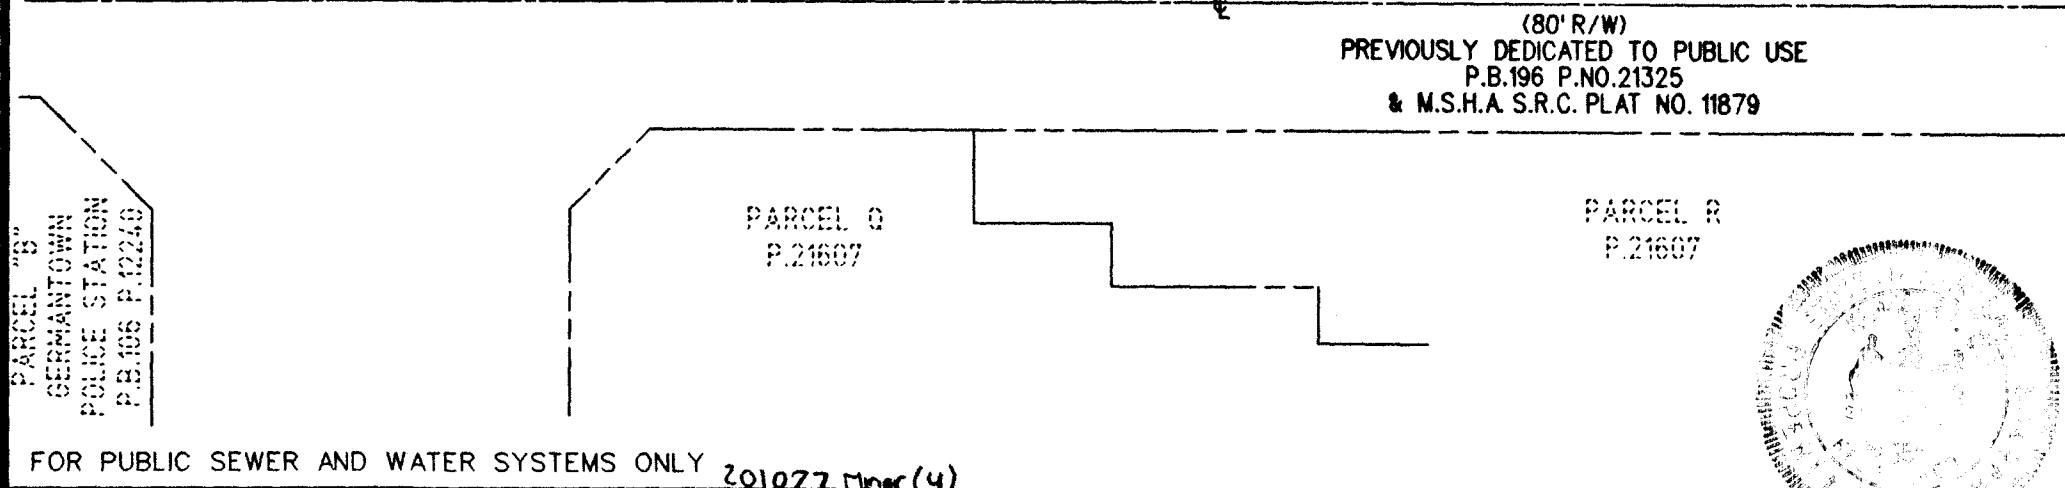 (80' R/W)
PREVIOUSLY DEDICATED TO PUBLIC USE
P.B.196 P.NO.21325
& M.S.H.A. S.R.C. PLAT NO. 11879
PARCEL "B"
GERMANTOWN
POLICE STATION
P.B.106 P.12240
PARCEL Q
P.21607
PARCEL R
P.21607
FOR PUBLIC SEWER AND WATER SYSTEMS ONLY